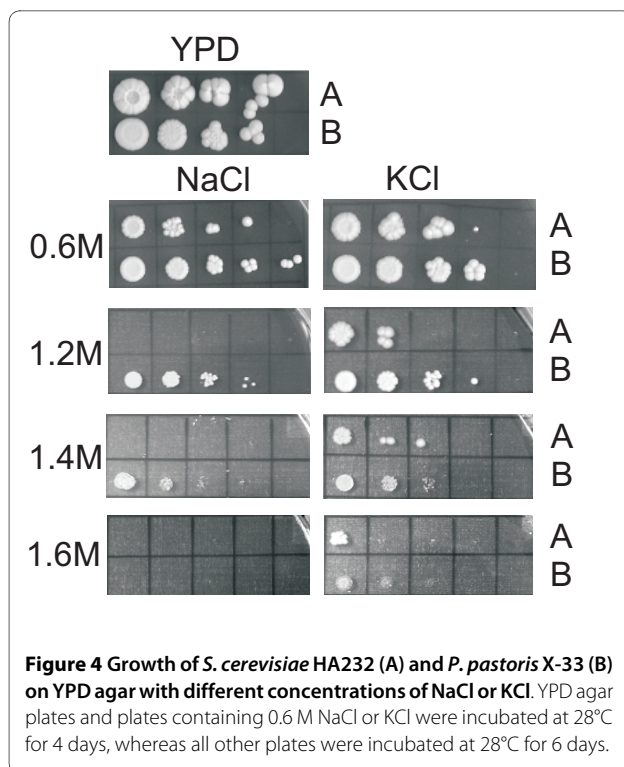 YPD
A
B
NaCl KCl
0.6M A
B
1.2M A
B
1.4M A
B
1.6M A
B
Figure 4 Growth of S. cerevisiae HA232 (A) and P. pastoris X-33 (B)
on YPD agar with different concentrations of NaCl or KCl. YPD agar
plates and plates containing 0.6 M NaCl or KCl were incubated at 28°C
for 4 days, whereas all other plates were incubated at 28°C for 6 days.